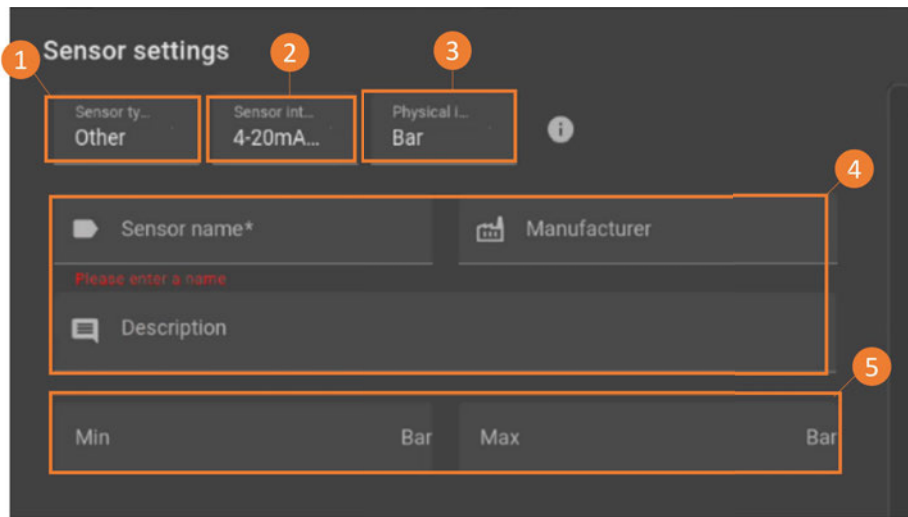 Sensor settings
1
2
3
Sensor ty...
Sensor int...
Physical i...
Other
4-20mA...
Bar
4
Sensor name*
Manufacturer
Please enter a name
Description
5
Min
Bar
Max
Bar